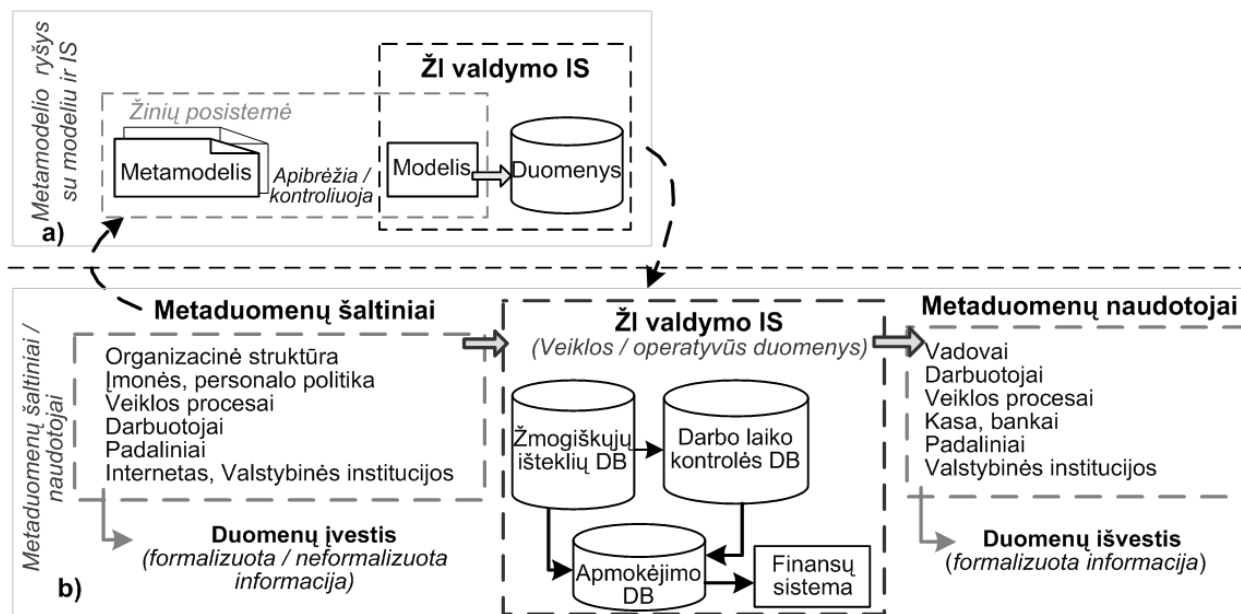 Metamodelio ryšys
su modeliu ir IS
ŽI valdymo IS
Žinių posistemė
Metamodelis
Apibrėžia /
kontroliuoja
Modelis
Duomenys
a)
Metaduomenų šaltiniai /
naudotojai
Metaduomenų šaltiniai
Organizacinė struktūra
Įmonės, personalo politika
Veiklos procesai
Darbuotojai
Padaliniai
Internetas, Valstybinės institucijos
Duomenų įvestis
(formalizuota / neformalizuota
informacija)
b)
ŽI valdymo IS
(Veiklos / operatyvūs duomenys)
Žmogiškųjų
išteklių DB
Darbo laiko
kontrolės DB
Apmokėjimo
DB
Finansų
sistema
Metaduomenų naudotojai
Vadovai
Darbuotojai
Veiklos procesai
Kasa, bankai
Padaliniai
Valstybinės institucijos
Duomenų išvestis
(formalizuota informacija)